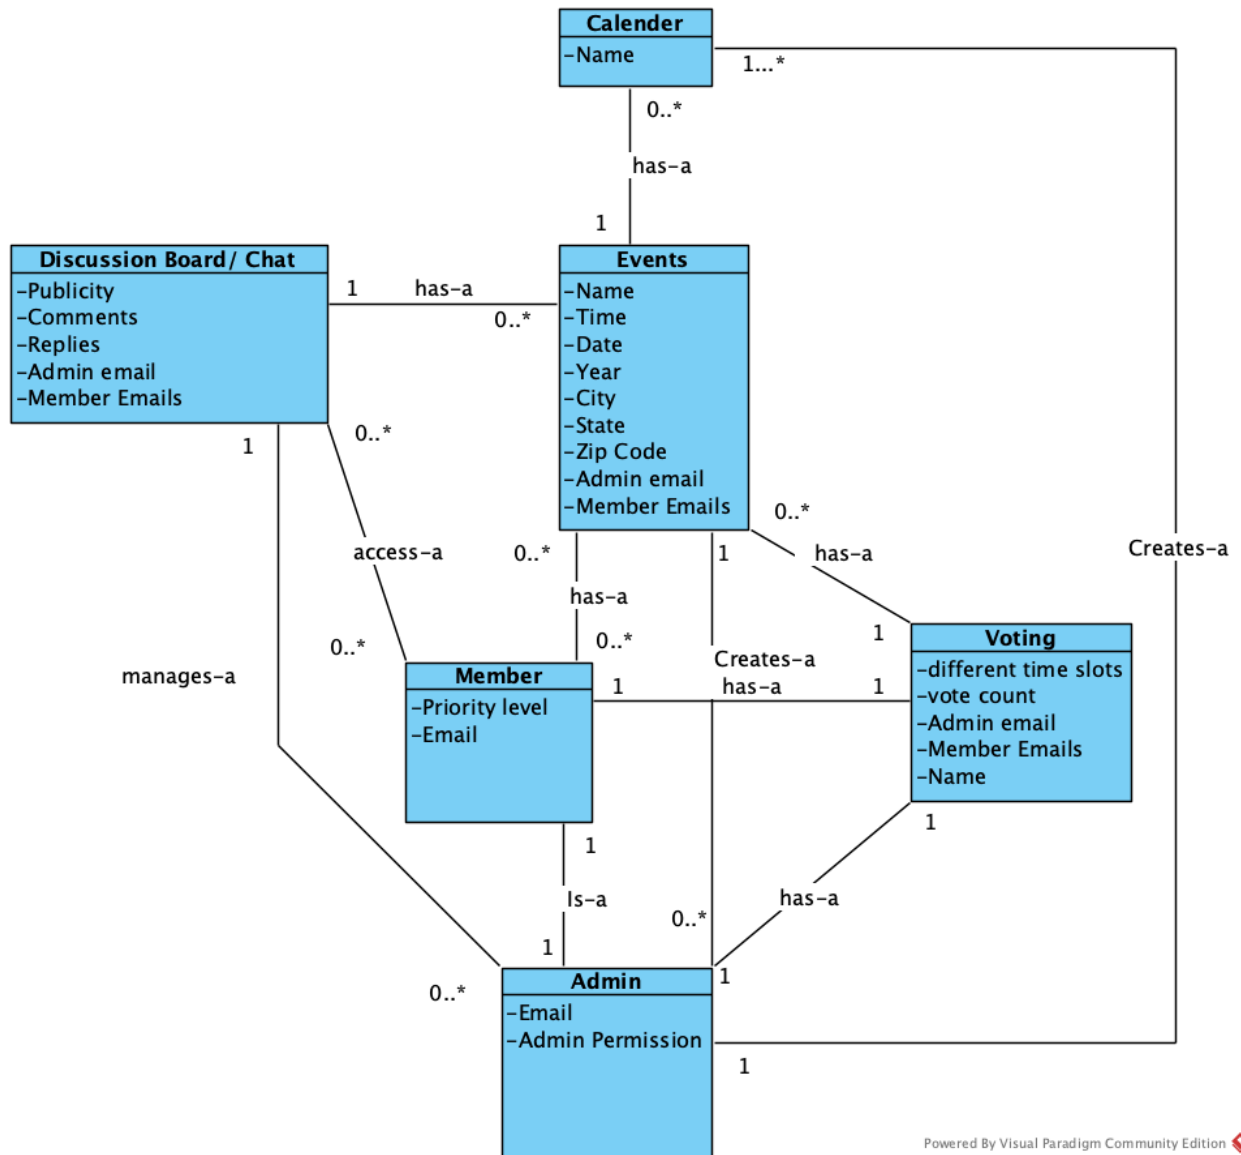 Calender
-Name
1...*
0..*
has-a
1
Discussion Board/ Chat
-Publicity
-Comments
-Replies
-Admin email
-Member Emails
1
has-a
0..*
Events
-Name
-Time
-Date
-Year
-City
-State
-Zip Code
-Admin email
-Member Emails
1
0..*
access-a
0..*
manages-a
0..*
has-a
0..*
1
Creates-a
0..*
has-a
1
Creates-a
Voting
-different time slots
-vote count
-Admin email
-Member Emails
-Name
Member
-Priority level
-Email
1
has-a
1
1
Is-a
1
0..*
1
has-a
1
0..*
Admin
-Email
-Admin Permission
1
Powered By Visual Paradigm Community Edition